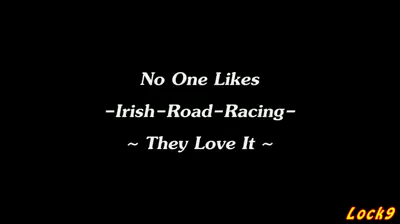 No One Likes
-Irish-Road-Racing-
~ They Love It ~
Lock9